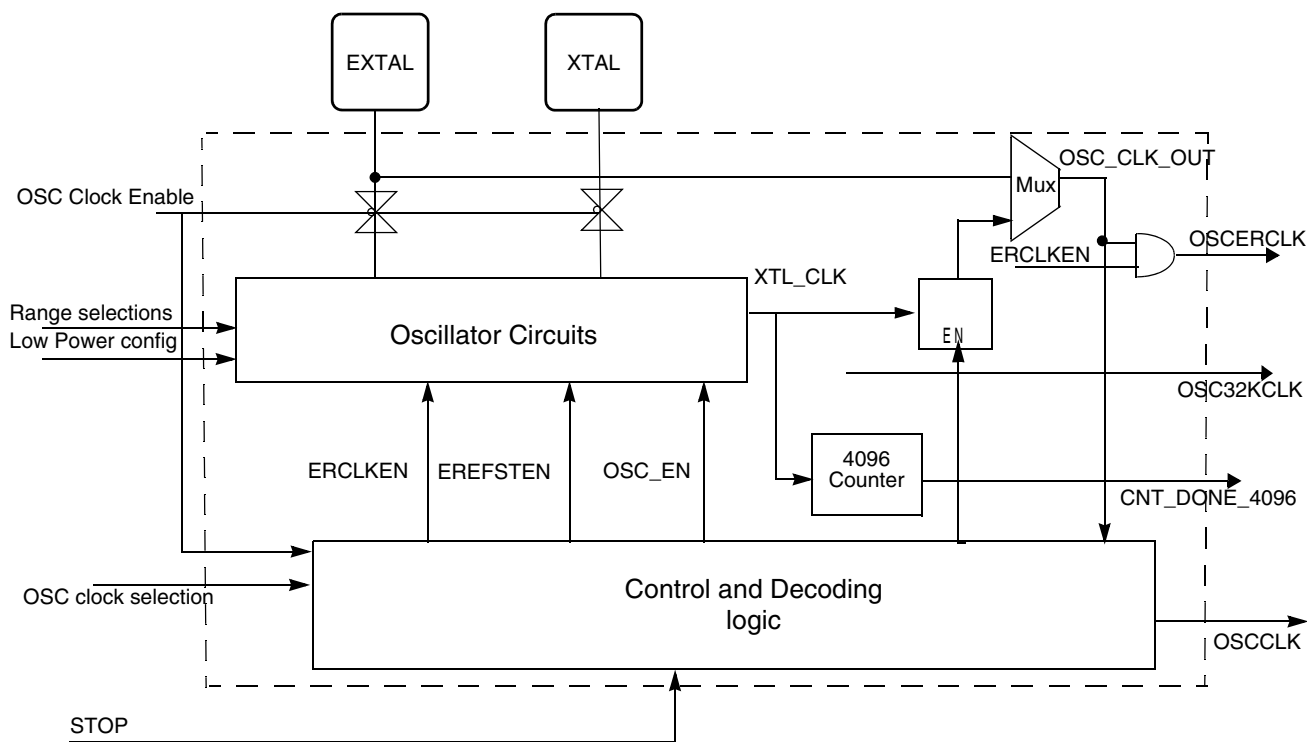 EXTAL
XTAL
OSC_CLK_OUT
Mux
OSC Clock Enable
ERCLKEN
OSCERCLK
XTL_CLK
Range selections
Low Power config
Oscillator Circuits
EN
OSC32KCLK
ERCLKEN
EREFSTEN
OSC_EN
4096
Counter
CNT_DONE_4096
OSC clock selection
Control and Decoding
logic
OSCCLK
STOP